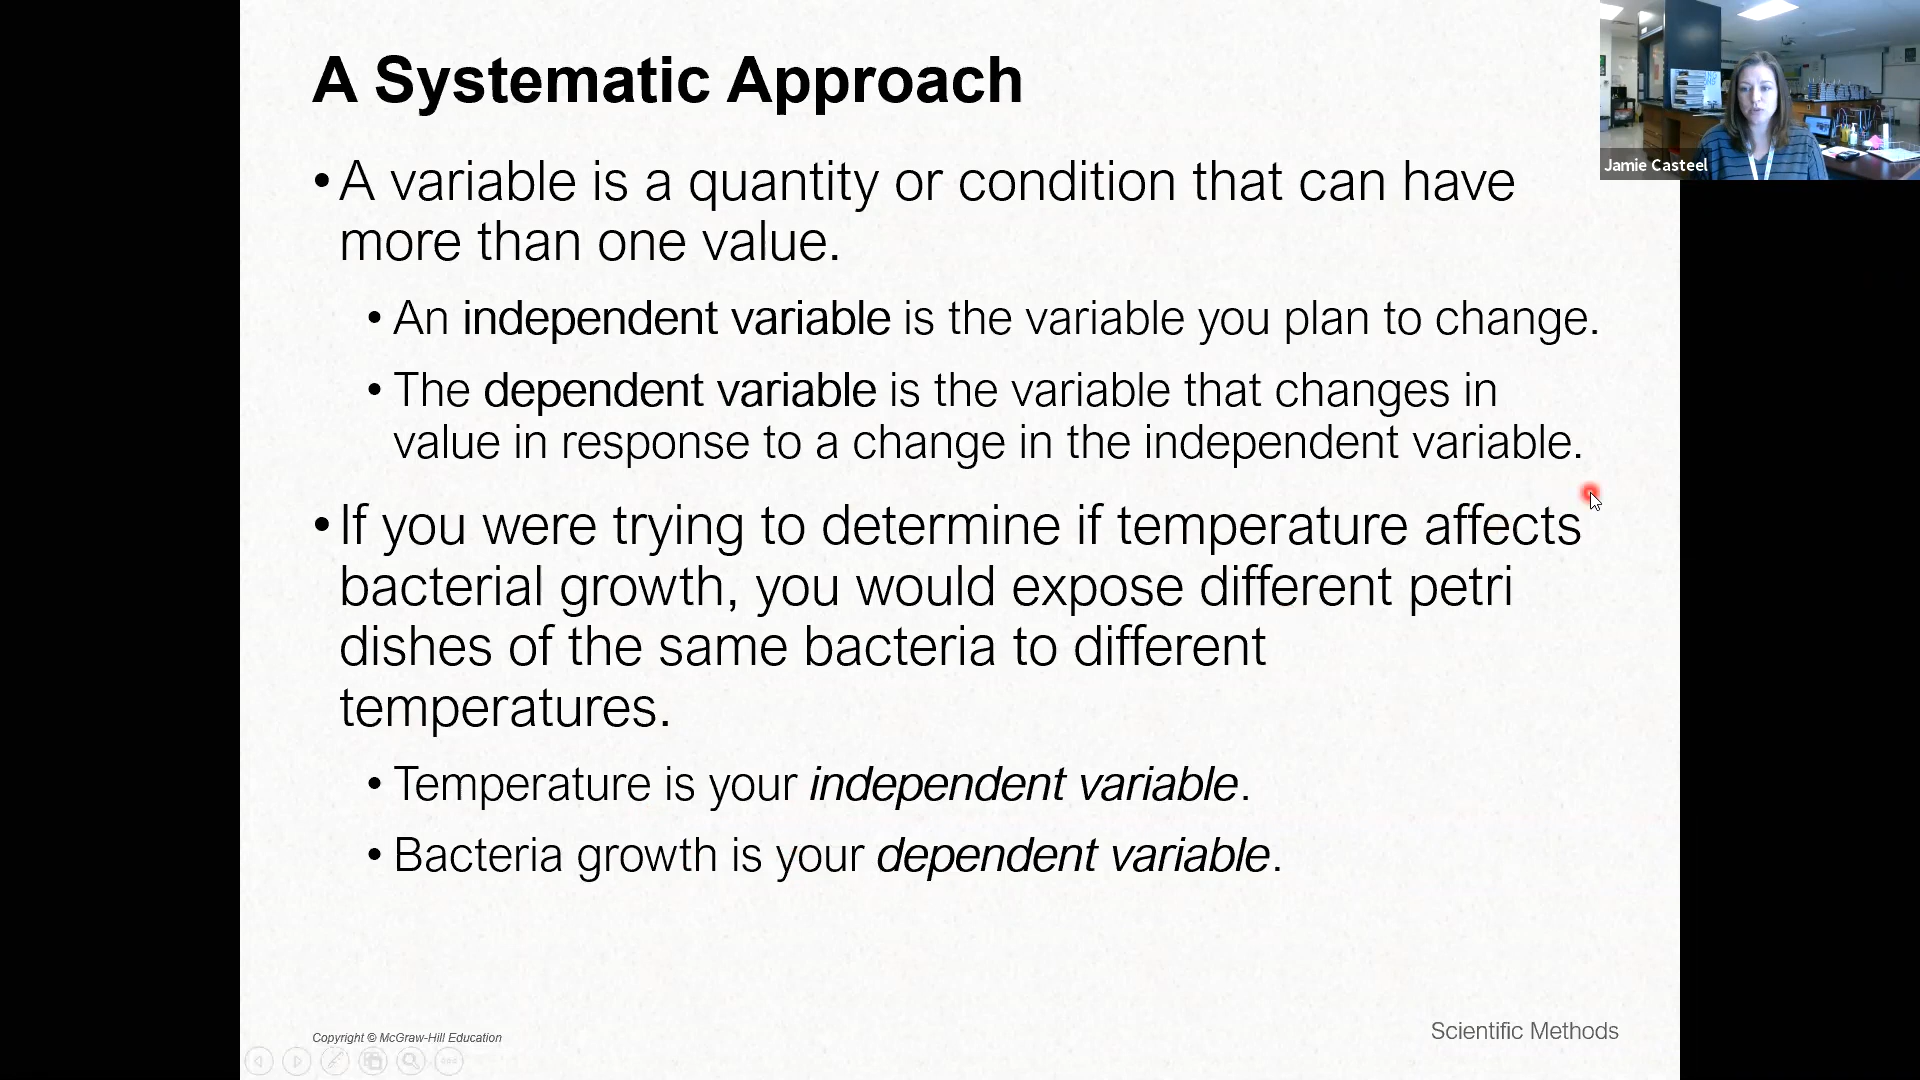 A Systematic Approach
• A variable is a quantity or condition that can have
more than one value.
• An independent variable is the variable you plan to change.
• The dependent variable is the variable that changes in
value in response to a change in the independent variable.
• If you were trying to determine if temperature affects
bacterial growth, you would expose different petri
dishes of the same bacteria to different
temperatures.
• Temperature is your independent variable.
• Bacteria growth is your dependent variable.
Copyright © McGraw-Hill Education
Scientific Methods
Jamie Casteel